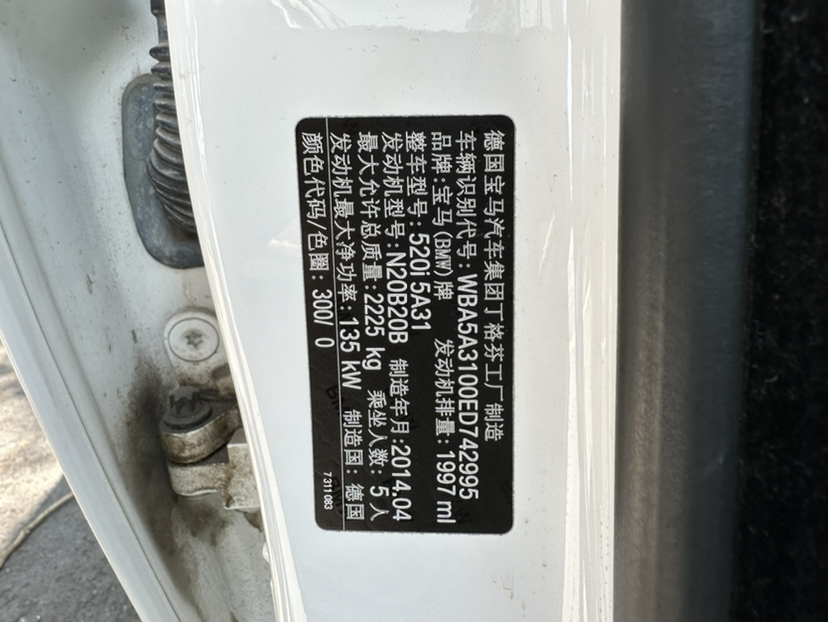 德国宝马汽车集团丁格芬工厂制造
车辆识别代号:WBA5A3100ED742995
品牌:宝马(BMW)牌 发动机排量:1997 ml
整车型号:520i 5A31
发动机型号:N20B20B 制造年月:2014.04
最大允许总质量:2225 kg 乘坐人数:5人
发动机最大净功率:135 kW 制造国:德国
颜色代码/色圈:300/ 0
7 311 083